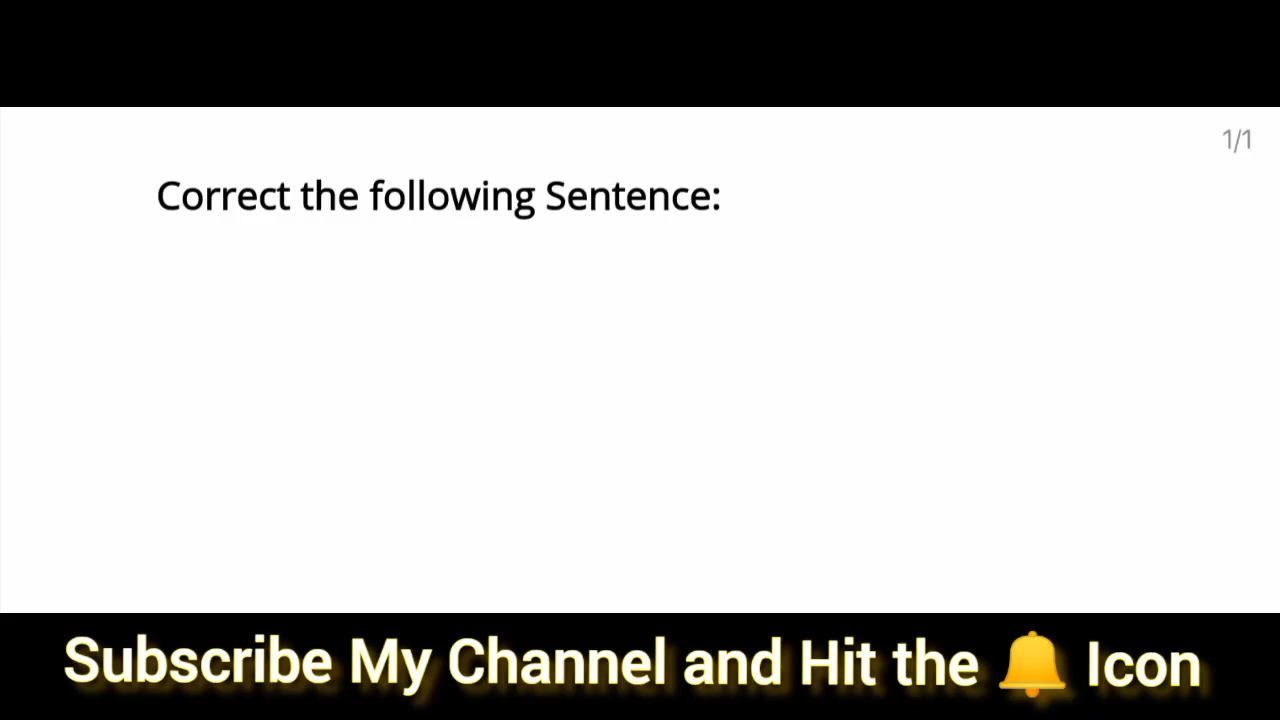 1/1
Correct the following Sentence:
Subscribe My Channel and Hit the 🔔 Icon